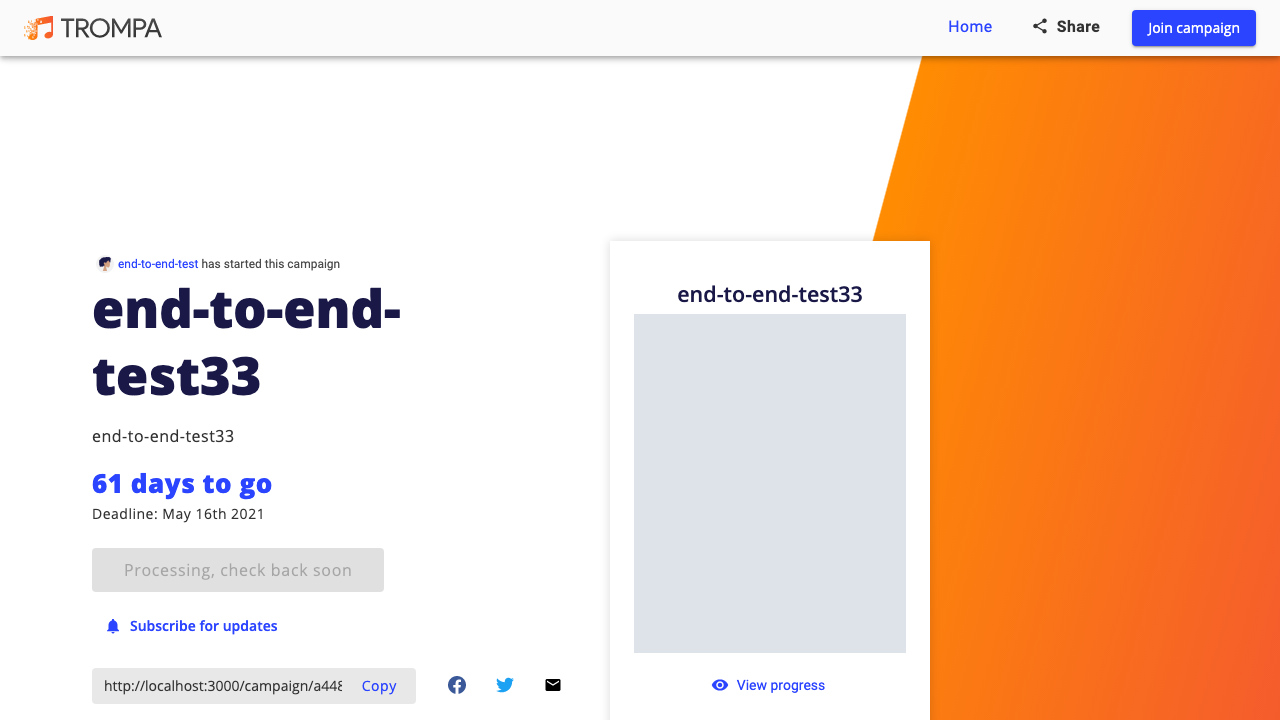 TROMPA
Home
Share
Join campaign
end-to-end-test has started this campaign
end-to-end-
test33
end-to-end-test33
61 days to go
Deadline: May 16th 2021
Processing, check back soon
Subscribe for updates
http://localhost:3000/campaign/a448
Copy
end-to-end-test33
View progress